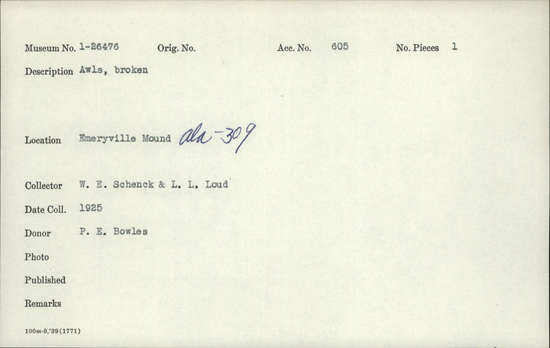 Museum No. 1-26476 Orig. No. Acc. No. 605 No. Pieces 1
Description Awls, broken
Location Emeryville Mound Ala-309
Collector W. E. Schenck & L. L. Loud
Date Coll. 1925
Donor P. E. Bowles
Photo
Published
Remarks
100m-9,'39(1771)